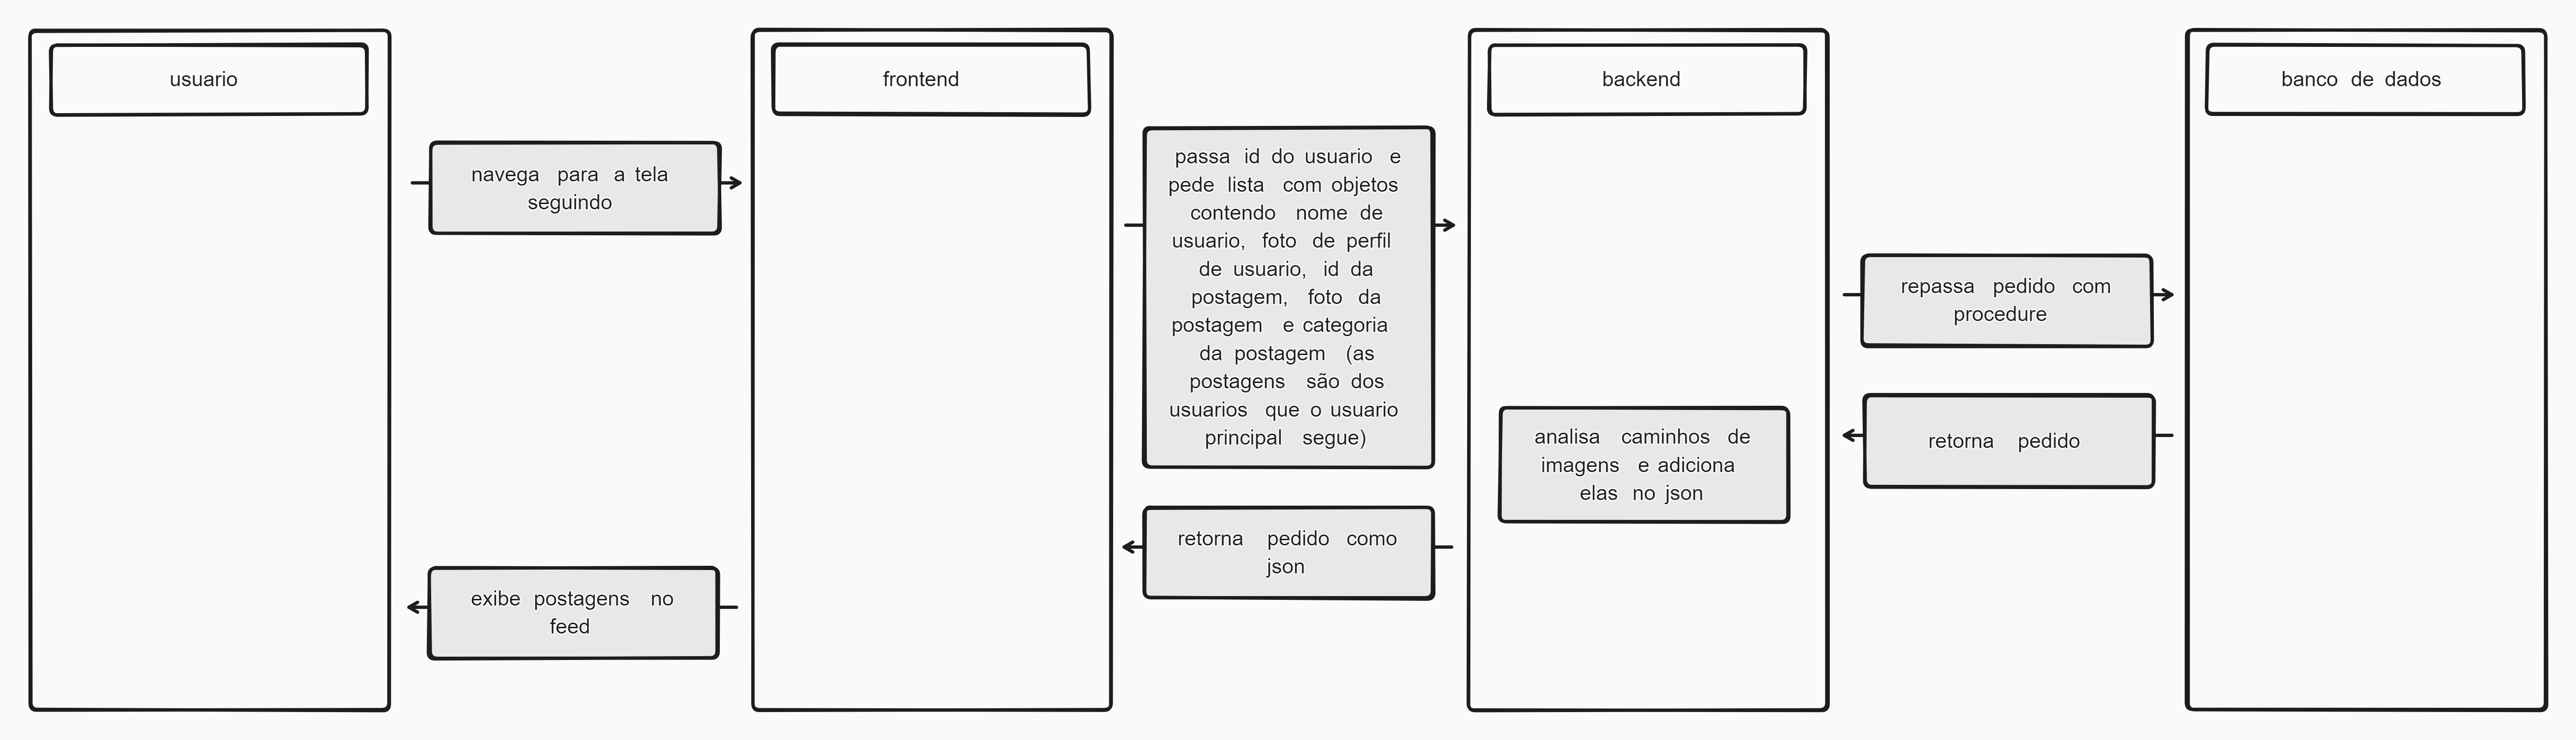 usuario
frontend
backend
banco de dados
navega para a tela
seguindo
passa id do usuario e
pede lista com objetos
contendo nome de
usuario, foto de perfil
de usuario, id da
postagem, foto da
postagem e categoria
da postagem (as
postagens são dos
usuarios que o usuario
principal segue)
repassa pedido com
procedure
retorna pedido
analisa caminhos de
imagens e adiciona
elas no json
retorna pedido como
json
exibe postagens no
feed